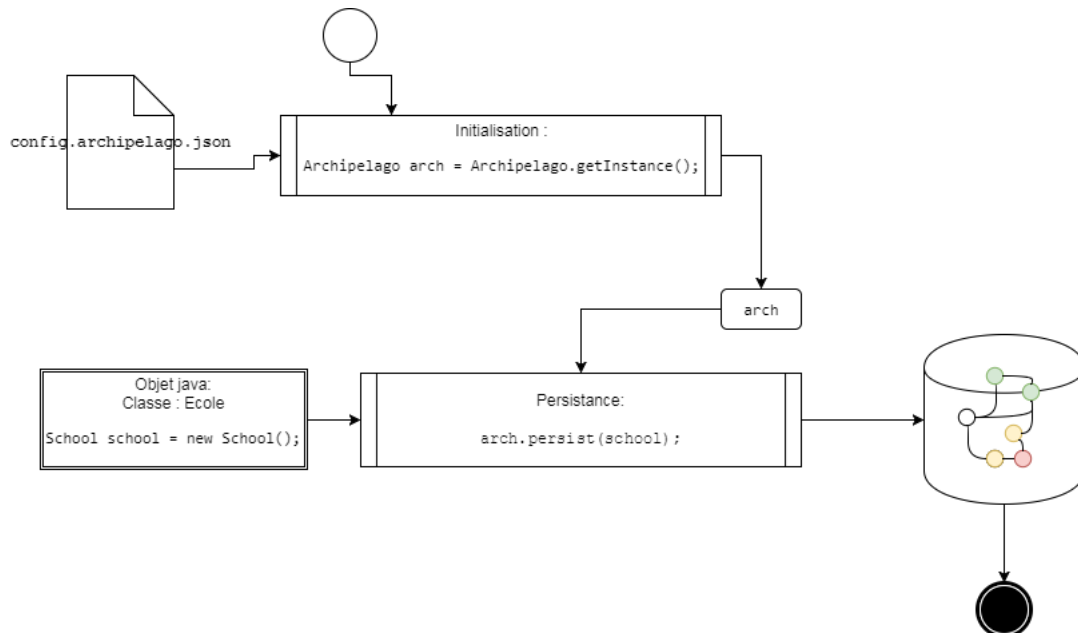 config.archipelago.json
Initialisation :
Archipelago arch = Archipelago.getInstance();
arch
Objet java:
Classe : Ecole
School school = new School();
Persistance:
arch.persist(school);